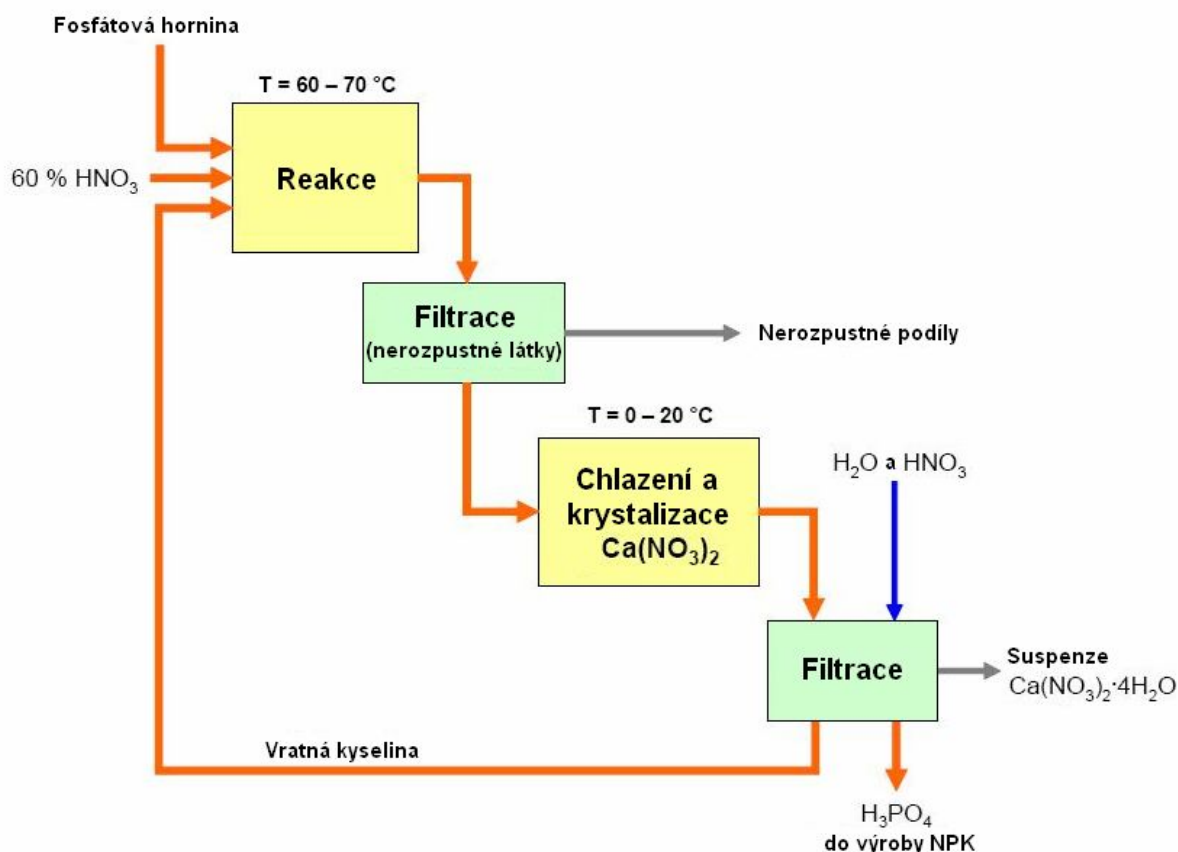 Fosfátová hornina
T = 60 – 70 °C
60 % HNO₃
Reakce
Filtrace
(nerozpustné látky)
Nerozpustné podíly
T = 0 – 20 °C
Chlazení a
krystalizace
Ca(NO₃)₂
H₂O a HNO₃
Filtrace
Suspenze
Ca(NO₃)₂·4H₂O
Vratná kyselina
H₃PO₄
do výroby NPK